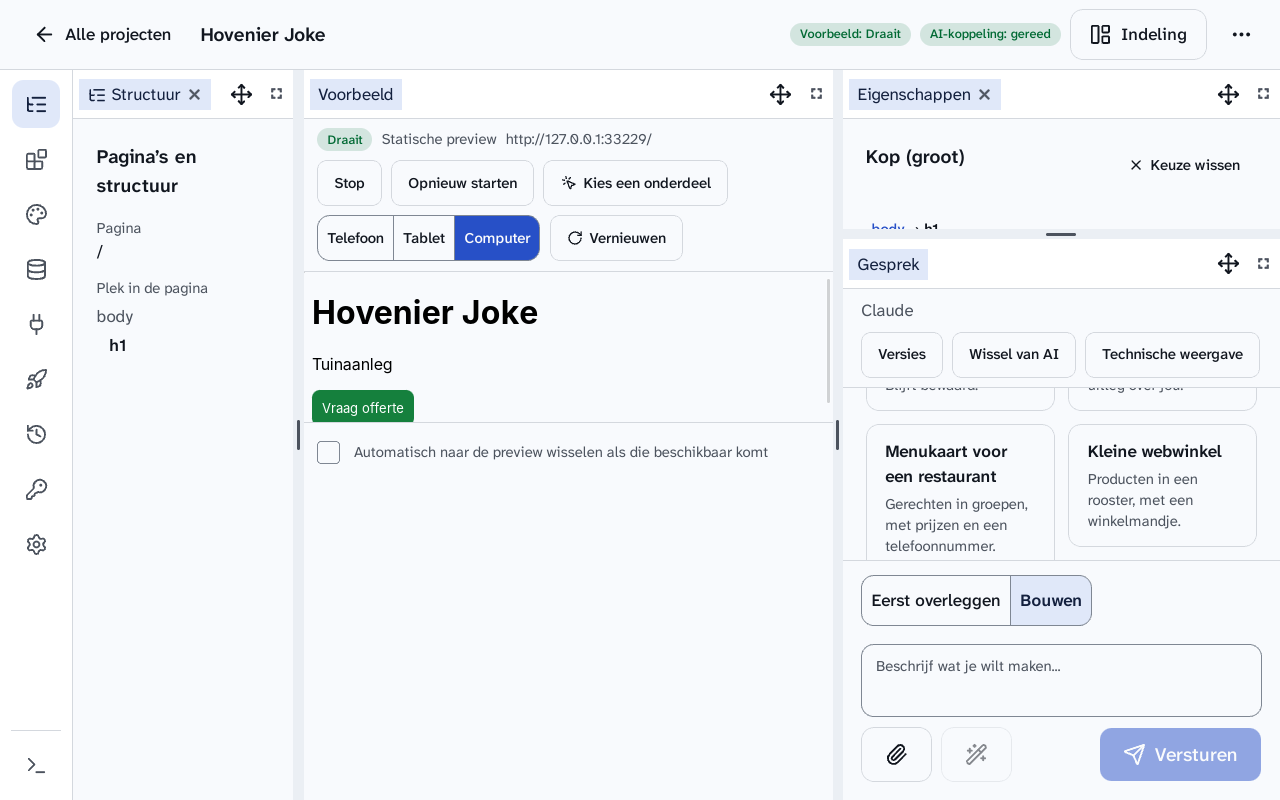 Alle projecten
Hovenier Joke
Voorbeeld: Draait
AI-koppeling: gereed
Indeling
Structuur
Pagina's en
structuur
Pagina
/
Plek in de pagina
body
h1
Voorbeeld
Draait
Statische preview http://127.0.0.1:33229/
Stop
Opnieuw starten
Kies een onderdeel
Telefoon
Tablet
Computer
Vernieuwen
Hovenier Joke
Tuinaanleg
Vraag offerte
Automatisch naar de preview wisselen als die beschikbaar komt
Eigenschappen
Kop (groot)
Keuze wissen
body › h1
Gesprek
Claude
Versies
Wissel van AI
Technische weergave
Menukaart voor
een restaurant
Gerechten in groepen,
met prijzen en een
telefoonnummer.
Kleine webwinkel
Producten in een
rooster, met een
winkelmandje.
Eerst overleggen
Bouwen
Beschrijf wat je wilt maken...
Versturen